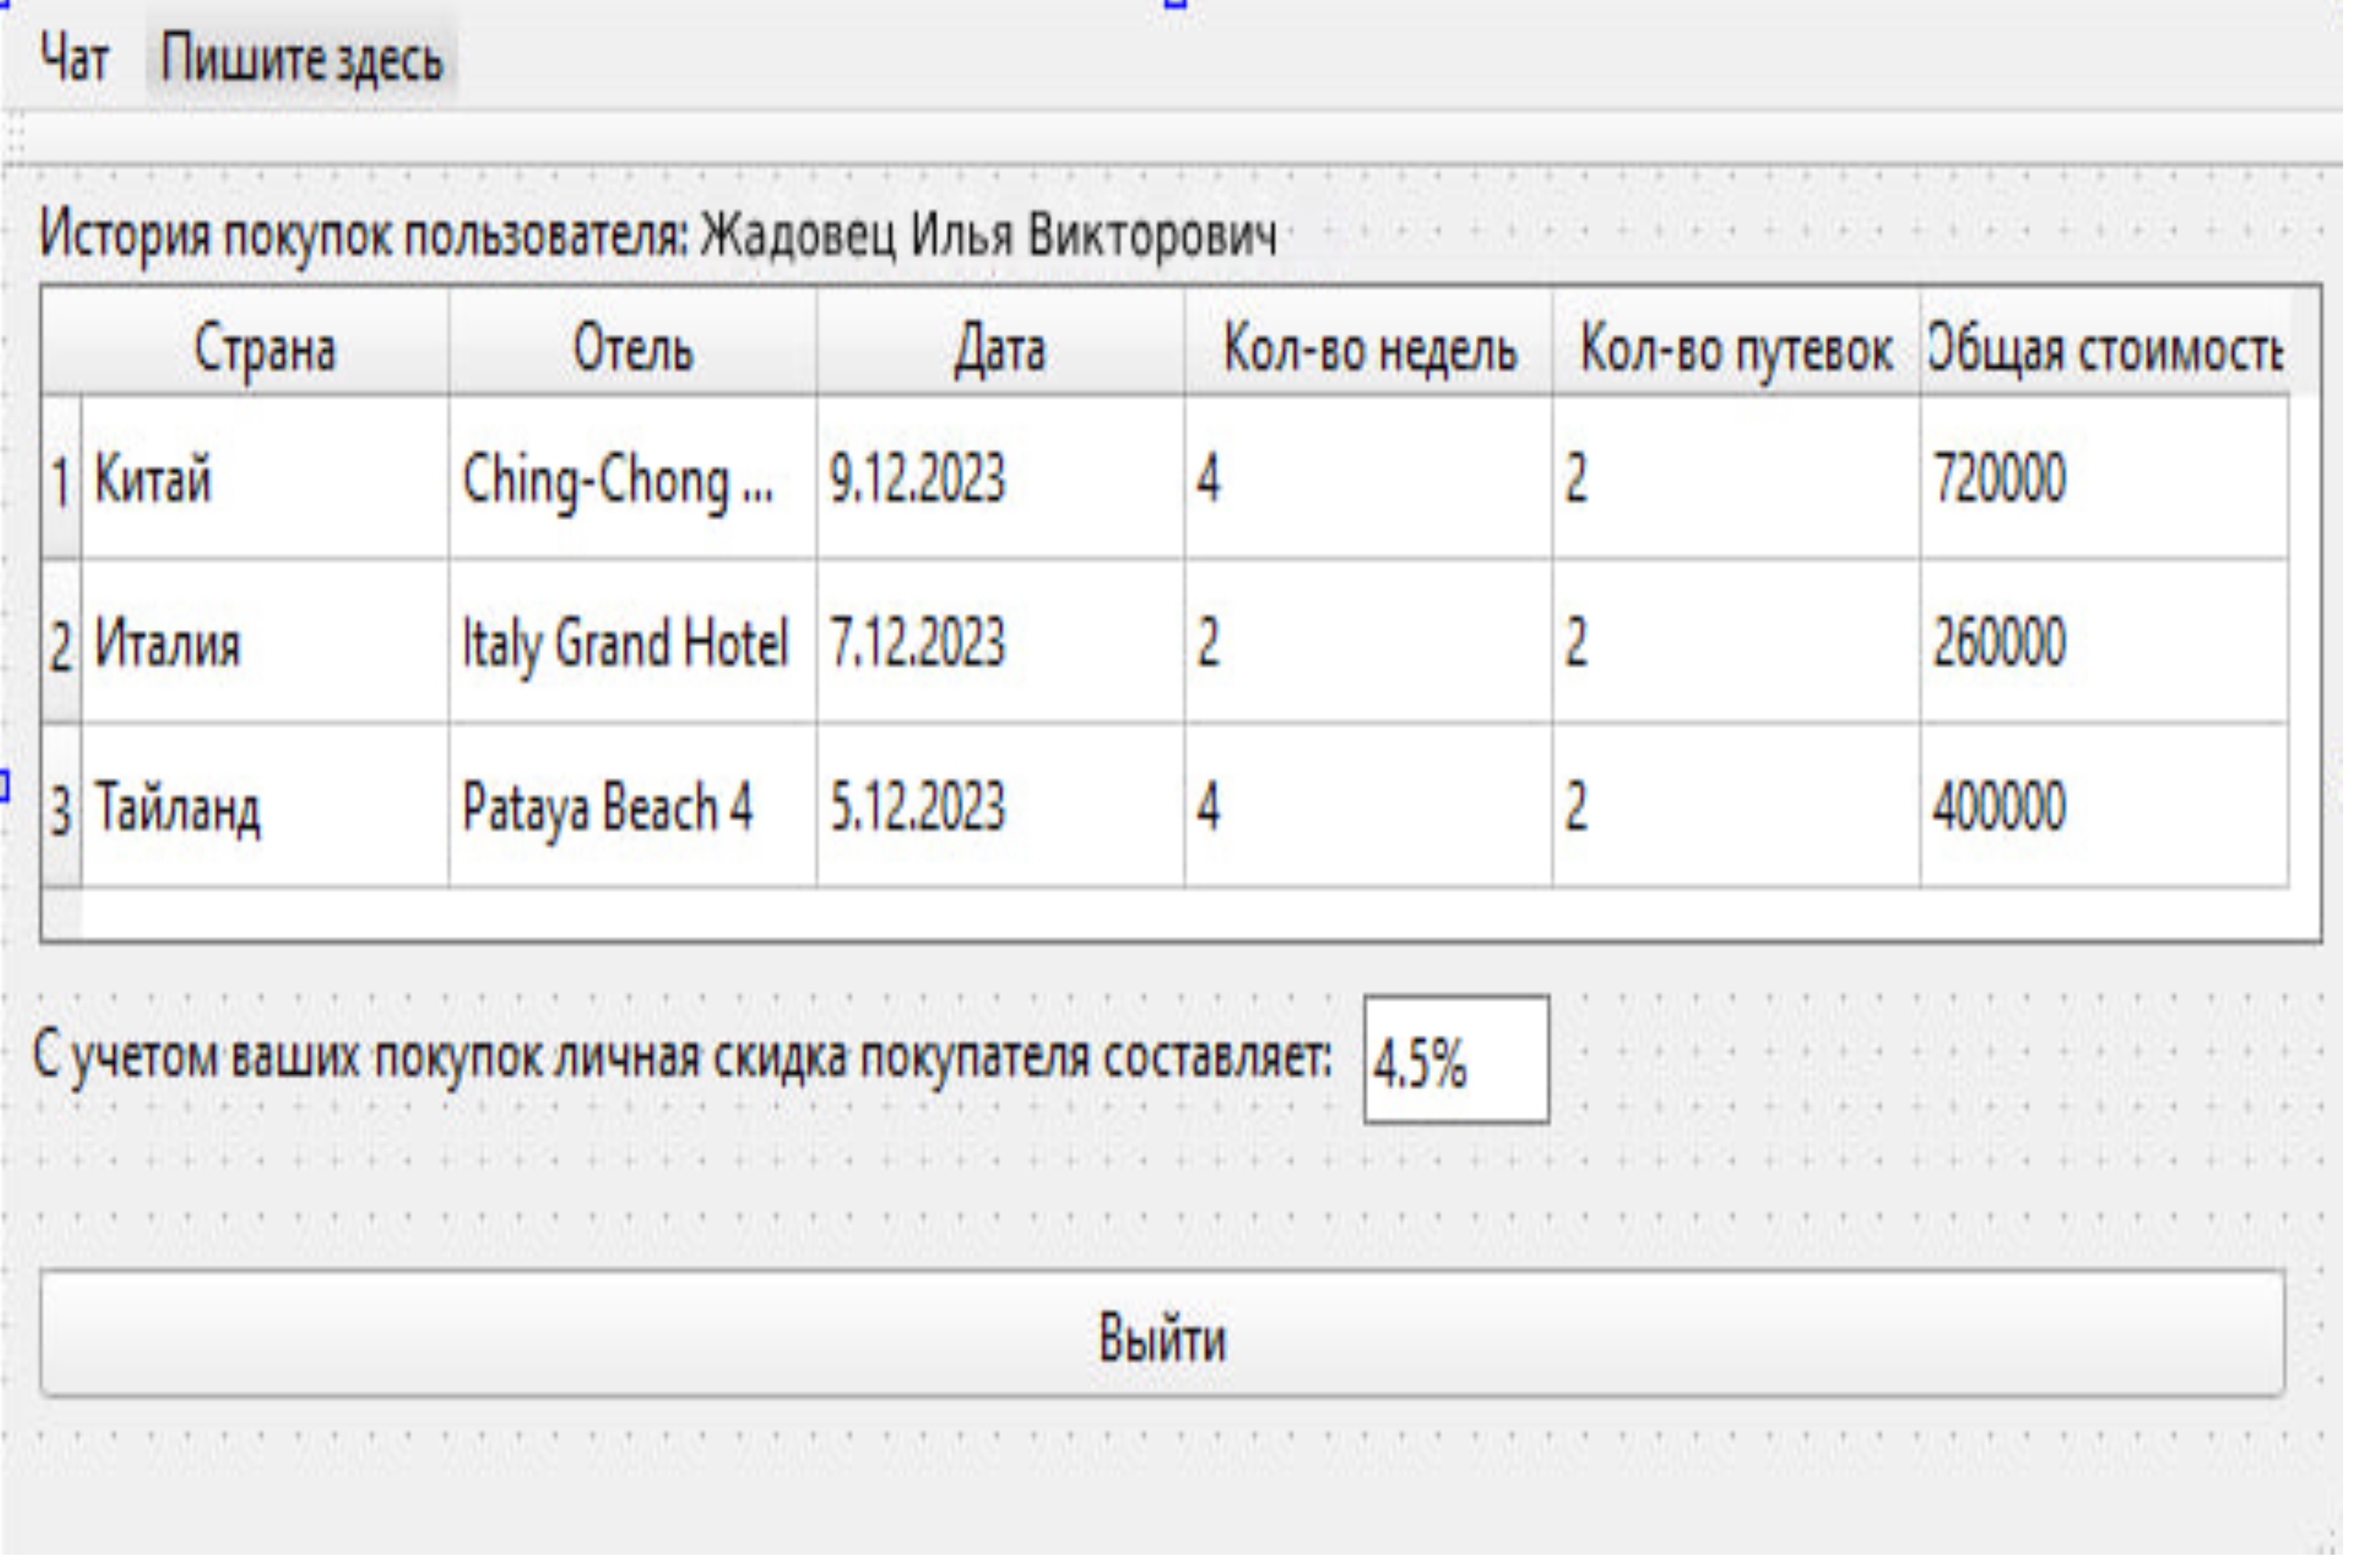 Чат Пишите здесь
История покупок пользователя: Жадовец Илья Викторович
Страна Отель Дата Кол-во недель Кол-во путевок Общая стоимость
1 Китай Ching-Chong ... 9.12.2023 4 2 720000
2 Италия Italy Grand Hotel 7.12.2023 2 2 260000
3 Тайланд Pataya Beach 4 5.12.2023 4 2 400000
С учетом ваших покупок личная скидка покупателя составляет: 4.5%
Выйти